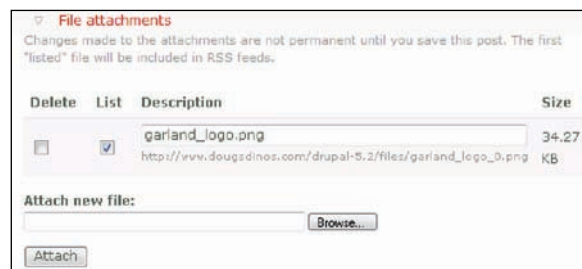 File attachments
Changes made to the attachments are not permanent until you save this post. The first
"listed" file will be included in RSS feeds.
Delete List Description Size
garland_logo.png 34.27
http://www.dougsdinos.com/drupal-5.2/files/garland_logo_0.png KB
Attach new file:
Browse...
Attach